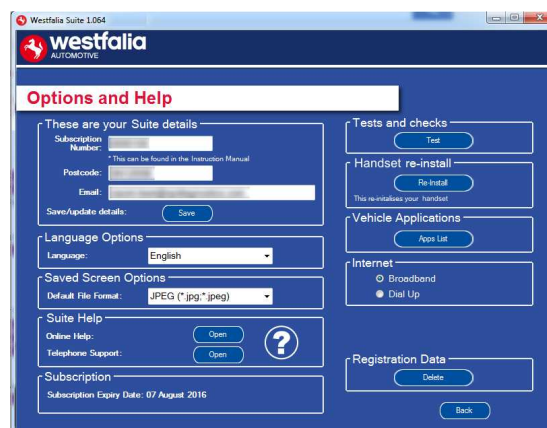 Westfalia Suite 1.064
westfalia
AUTOMOTIVE
Options and Help
These are your Suite details
Subscription Number:
* This can be found in the Instruction Manual
Postcode:
Email:
Save/update details:
Save
Language Options
Language:
English
Saved Screen Options
Default File Format:
JPEG (*.jpg;*.jpeg)
Suite Help
Online Help:
Open
Telephone Support:
Open
?
Subscription
Subscription Expiry Date: 07 August 2016
Tests and checks
Test
Handset re-install
Re-Install
This re-initalises your handset
Vehicle Applications
Apps List
Internet
Broadband
Dial Up
Registration Data
Delete
Back